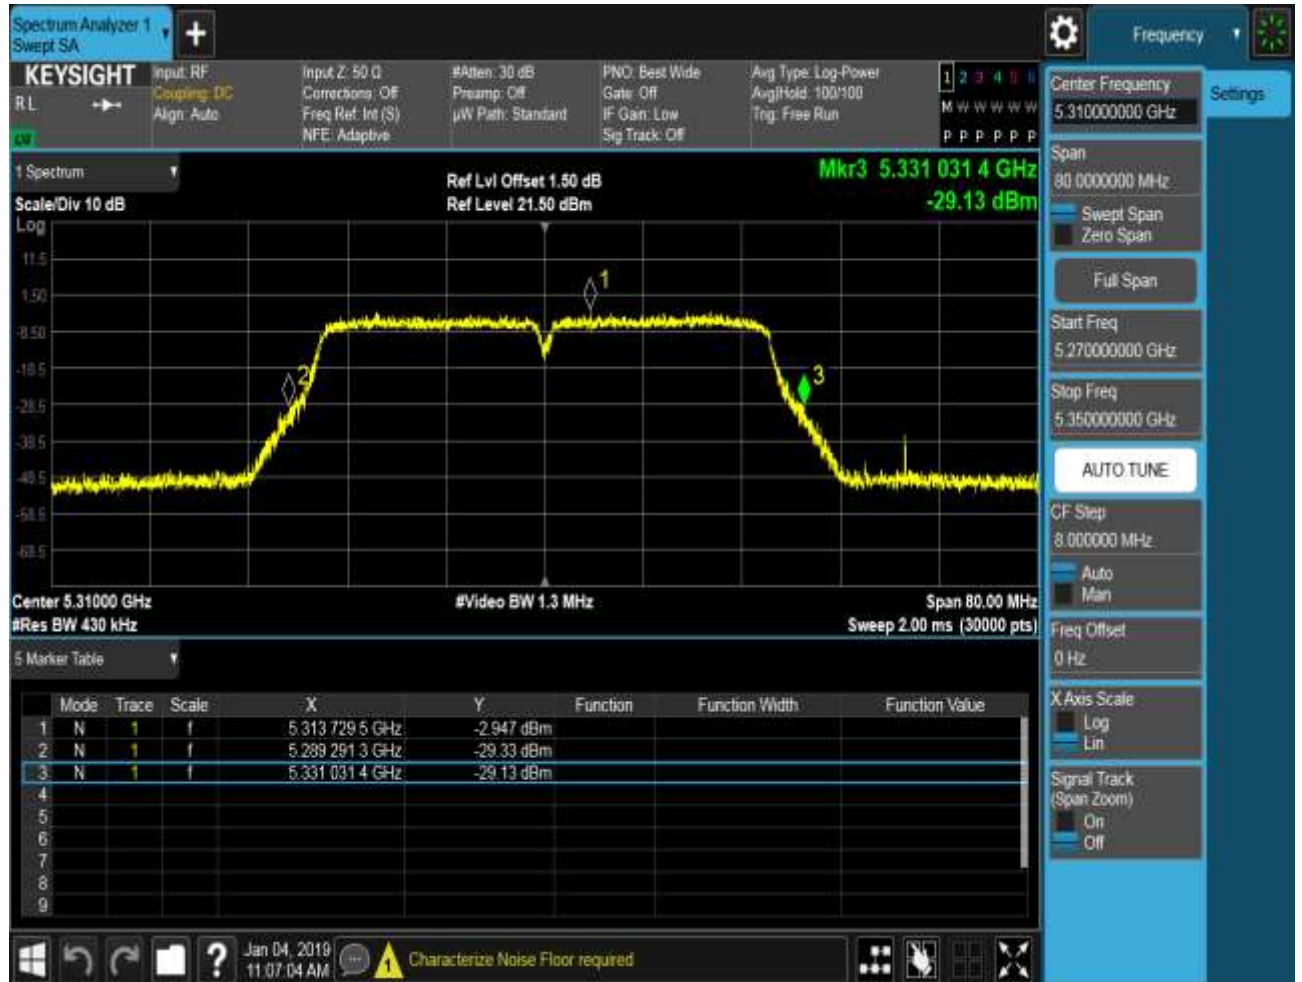 Spectrum Analyzer 1
Swept SA
+
Frequency
KEYSIGHT
RL
Input: RF
Coupling: DC
Align: Auto
Input Z: 50 Ω
Corrections: Off
Freq Ref: Int (S)
NFE: Adaptive
#Atten: 30 dB
Preamp: Off
µW Path: Standard
PNO: Best Wide
Gate: Off
IF Gain: Low
Sig Track: Off
Avg Type: Log-Power
Avg|Hold: 100/100
Trig: Free Run
1 2 3 4 5 6
M W W W W W
P P P P P P
1 Spectrum
Scale/Div 10 dB
Ref Lvl Offset 1.50 dB
Ref Level 21.50 dBm
Mkr3 5.331 031 4 GHz
-29.13 dBm
Log
11.5
1.50
-8.50
-18.5
-28.5
-38.5
-48.5
-58.5
-68.5
1
2
3
Center 5.31000 GHz
#Res BW 430 kHz
#Video BW 1.3 MHz
Span 80.00 MHz
Sweep 2.00 ms (30000 pts)
5 Marker Table
Mode Trace Scale X Y Function Function Width Function Value
1 N 1 f 5.313 729 5 GHz -2.947 dBm
2 N 1 f 5.289 291 3 GHz -29.33 dBm
3 N 1 f 5.331 031 4 GHz -29.13 dBm
4
5
6
7
8
9
?
Jan 04, 2019
11:07:04 AM
1
Characterize Noise Floor required
Center Frequency
5.310000000 GHz
Settings
Span
80.0000000 MHz
Swept Span
Zero Span
Full Span
Start Freq
5.270000000 GHz
Stop Freq
5.350000000 GHz
AUTO TUNE
CF Step
8.000000 MHz
Auto
Man
Freq Offset
0 Hz
X Axis Scale
Log
Lin
Signal Track
(Span Zoom)
On
Off